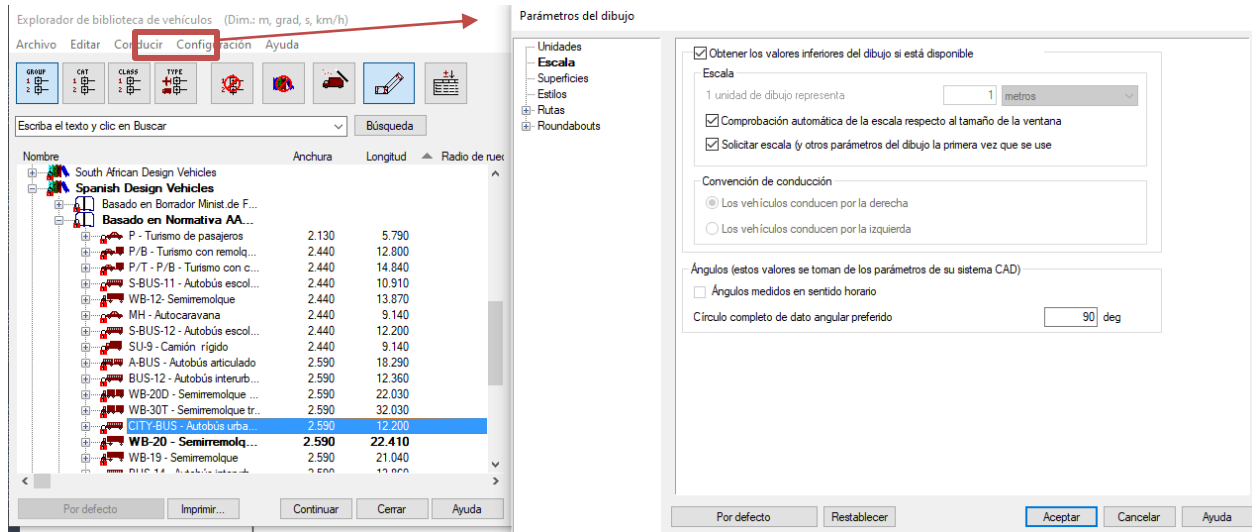 Explorador de biblioteca de vehículos (Dim.: m, grad, s, km/h)
Archivo Editar Conducir Configuración Ayuda
GROUP CAT CLASS TYPE
Escriba el texto y clic en Buscar Búsqueda
Nombre Anchura Longitud Radio de rued
South African Design Vehicles
Spanish Design Vehicles
Basado en Borrador Minist.de F...
Basado en Normativa AA...
P - Turismo de pasajeros 2.130 5.790
P/B - Turismo con remolq... 2.440 12.800
P/T - P/B - Turismo con c... 2.440 14.840
S-BUS-11 - Autobús escol... 2.440 10.910
WB-12- Semirremolque 2.440 13.870
MH - Autocaravana 2.440 9.140
S-BUS-12 - Autobús escol... 2.440 12.200
SU-9 - Camión rígido 2.440 9.140
A-BUS - Autobús articulado 2.590 18.290
BUS-12 - Autobús interurb... 2.590 12.360
WB-20D - Semirremolque ... 2.590 22.030
WB-30T - Semirremolque tr.. 2.590 32.030
CITY-BUS - Autobús urba... 2.590 12.200
WB-20 - Semirremolq... 2.590 22.410
WB-19 - Semirremolque 2.590 21.040
BUS-14 - Autobús interurb... 2.590 13.860
Por defecto Imprimir... Continuar Cerrar Ayuda
Parámetros del dibujo
Unidades
Escala
Superficies
Estilos
Rutas
Roundabouts
Obtener los valores inferiores del dibujo si está disponible
Escala
1 unidad de dibujo representa 1 metros
Comprobación automática de la escala respecto al tamaño de la ventana
Solicitar escala (y otros parámetros del dibujo la primera vez que se use
Convención de conducción
Los vehículos conducen por la derecha
Los vehículos conducen por la izquierda
Ángulos (estos valores se toman de los parámetros de su sistema CAD)
Ángulos medidos en sentido horario
Círculo completo de dato angular preferido 90 deg
Por defecto Restablecer Aceptar Cancelar Ayuda